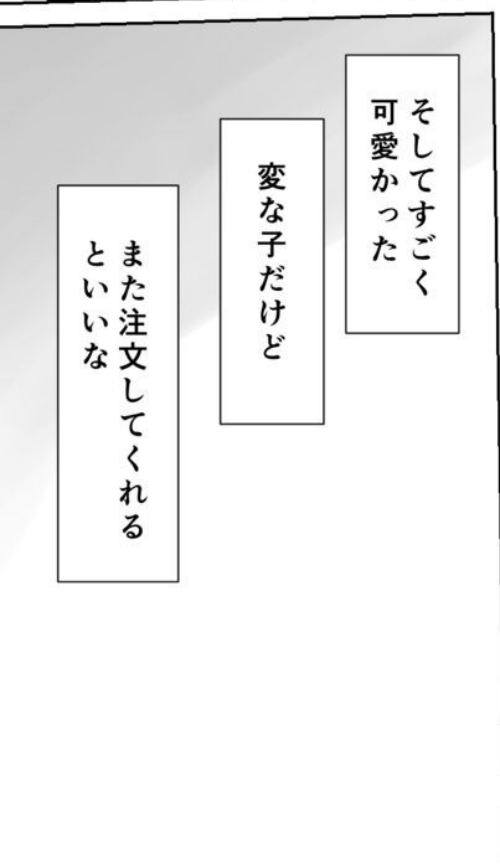 そしてすごく
可愛かった
変な子だけど
また注文してくれる
といいな